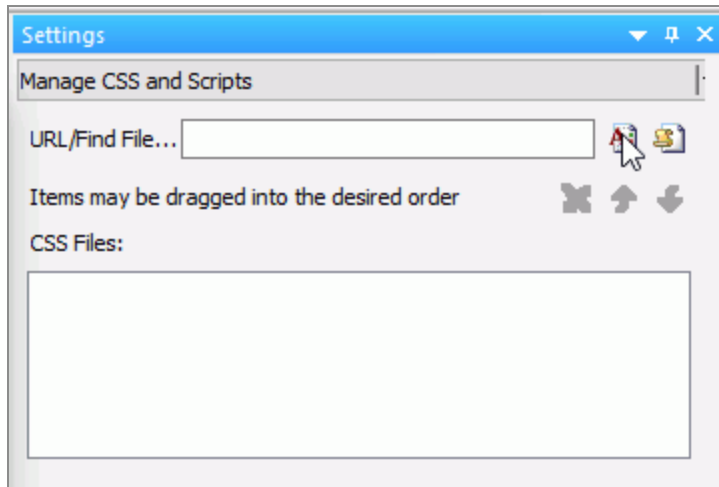 Settings
Manage CSS and Scripts
URL/Find File...
Items may be dragged into the desired order
CSS Files: